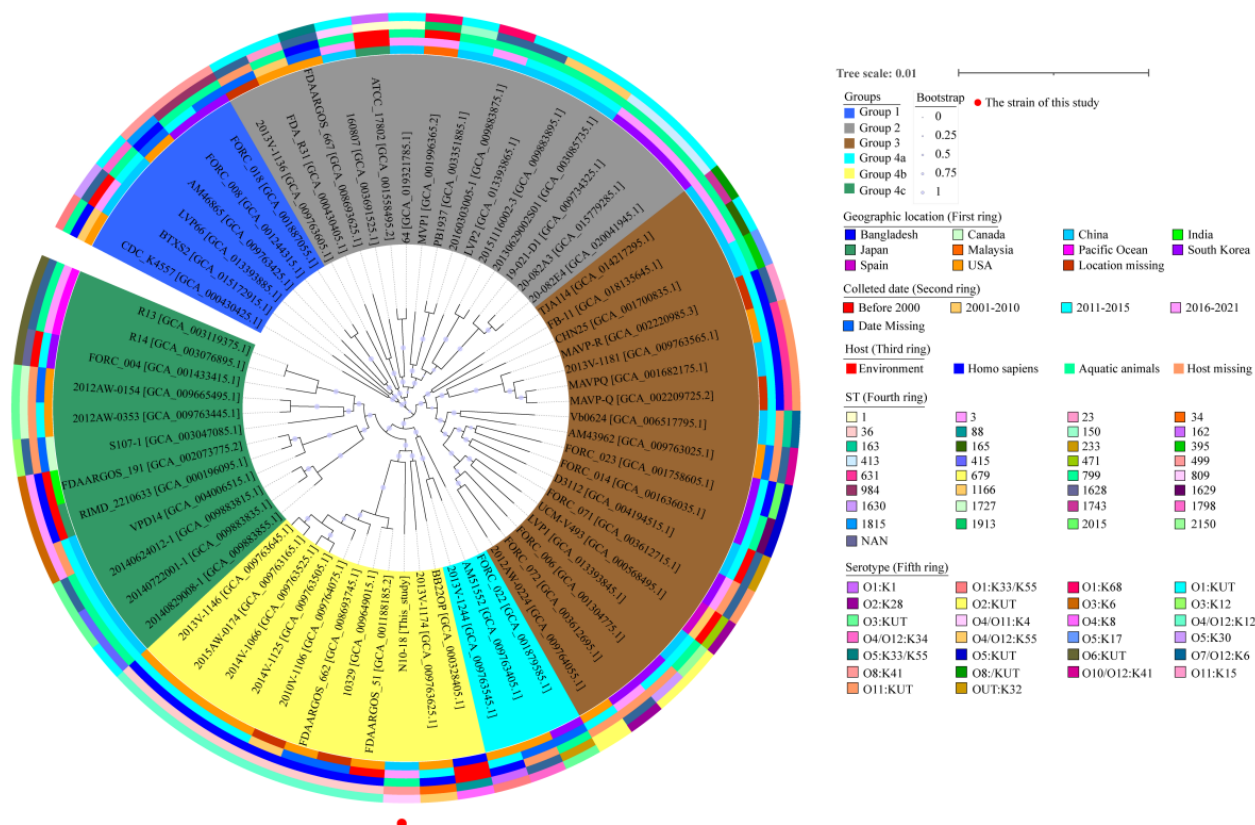 FDAARGOS_667 [GCA_008693625.1]
160807 [GCA_003691525.1]
ATCC_17802 [GCA_001558495.2]
64 [GCA_019321785.1]
MVP1 [GCA_001996365.2]
PB1937 [GCA_003351885.1]
20160303005-1 [GCA_009883875.1]
LVP2 [GCA_013393865.1]
20151116002-3 [GCA_009883895.1]
20130629002S01 [GCA_003085735.1]
19-021-D1 [GCA_009734325.1]
20-082A3 [GCA_015779285.1]
20-082E4 [GCA_020041945.1]
TJA114 [GCA_014217795.1]
FB-11 [GCA_018135645.1]
CHN25 [GCA_001700835.1]
MAVP-R [GCA_002220985.3]
2013V-1181 [GCA_009763565.1]
MAVPQ [GCA_001682175.1]
MAVP-Q [GCA_002209725.2]
Vb0624 [GCA_006517795.1]
AM43962 [GCA_009763025.1]
FORC_023 [GCA_001758605.1]
FORC_014 [GCA_001636035.1]
D3112 [GCA_004194515.1]
FORC_071 [GCA_003612715.1]
UCM-V493 [GCA_000568495.1]
LVP1 [GCA_013393845.1]
FORC_006 [GCA_001304775.1]
FORC_072 [GCA_003612695.1]
2012AW-0224 [GCA_009764055.1]
FORC_022 [GCA_001879585.1]
AM51552 [GCA_009763405.1]
2013V-1244 [GCA_009763545.1]
BB22OP [GCA_000328405.1]
2013V-1174 [GCA_009763625.1]
N10-18 [This_study]
FDAARGOS_51 [GCA_001188185.2]
10329 [GCA_009649015.1]
FDAARGOS_662 [GCA_008693745.1]
2010V-1106 [GCA_009764075.1]
2014V-1125 [GCA_009763505.1]
2014V-1066 [GCA_009763525.1]
2015AW-0174 [GCA_009763165.1]
2013V-1146 [GCA_009763645.1]
20140829008-1 [GCA_009883855.1]
20140722001-1 [GCA_009883835.1]
20140624012-1 [GCA_009883815.1]
VPD14 [GCA_004006515.1]
RIMD_2210633 [GCA_000196095.1]
FDAARGOS_191 [GCA_002073775.2]
S107-1 [GCA_003047085.1]
2012AW-0353 [GCA_009763445.1]
2012AW-0154 [GCA_009665495.1]
FORC_004 [GCA_001433415.1]
R14 [GCA_003076895.1]
R13 [GCA_003119375.1]
CDC_K4557 [GCA_000430425.1]
BTXS2 [GCA_015172915.1]
LVP66 [GCA_013393885.1]
AM46865 [GCA_009763425.1]
FORC_008 [GCA_001244315.1]
FORC_018 [GCA_001887055.1]
2013V-1136 [GCA_009763605.1]
FDA_R31 [GCA_000430405.1]
Tree scale: 0.01
Groups Bootstrap The strain of this study
Group 1 0
Group 2 0.25
Group 3 0.5
Group 4a 0.75
Group 4b 1
Group 4c
Geographic location (First ring)
Bangladesh Canada China India
Japan Malaysia Pacific Ocean South Korea
Spain USA Location missing
Colleted date (Second ring)
Before 2000 2001-2010 2011-2015 2016-2021
Date Missing
Host (Third ring)
Environment Homo sapiens Aquatic animals Host missing
ST (Fourth ring)
1 3 23 34
36 88 150 162
163 165 233 395
413 415 471 499
631 679 799 809
984 1166 1628 1629
1630 1727 1743 1798
1815 1913 2015 2150
NAN
Serotype (Fifth ring)
O1:K1 O1:K33/K55 O1:K68 O1:KUT
O2:K28 O2:KUT O3:K6 O3:K12
O3:KUT O4/O11:K4 O4:K8 O4/O12:K12
O4/O12:K34 O4/O12:K55 O5:K17 O5:K30
O5:K33/K55 O5:KUT O6:KUT O7/O12:K6
O8:K41 O8:KUT O10/O12:K41 O11:K15
O11:KUT OUT:K32